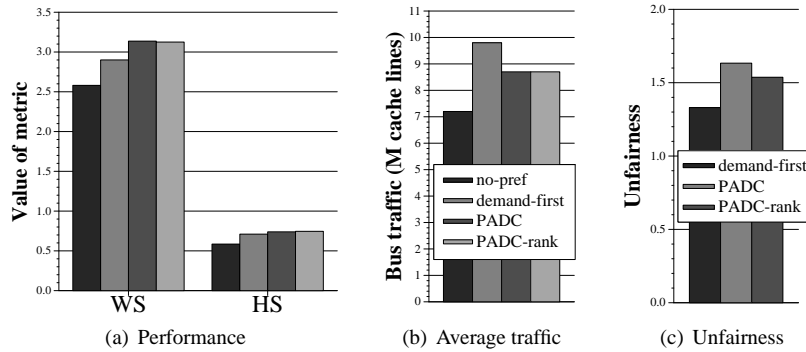 Value of metric
3.5
3.0
2.5
2.0
1.5
1.0
0.5
0.0
WS
HS
(a) Performance
Bus traffic (M cache lines)
11
10
9
8
7
6
5
4
3
2
1
0
no-pref
demand-first
PADC
PADC-rank
(b) Average traffic
Unfairness
2.0
1.5
1.0
0.5
0.0
demand-first
PADC
PADC-rank
(c) Unfairness